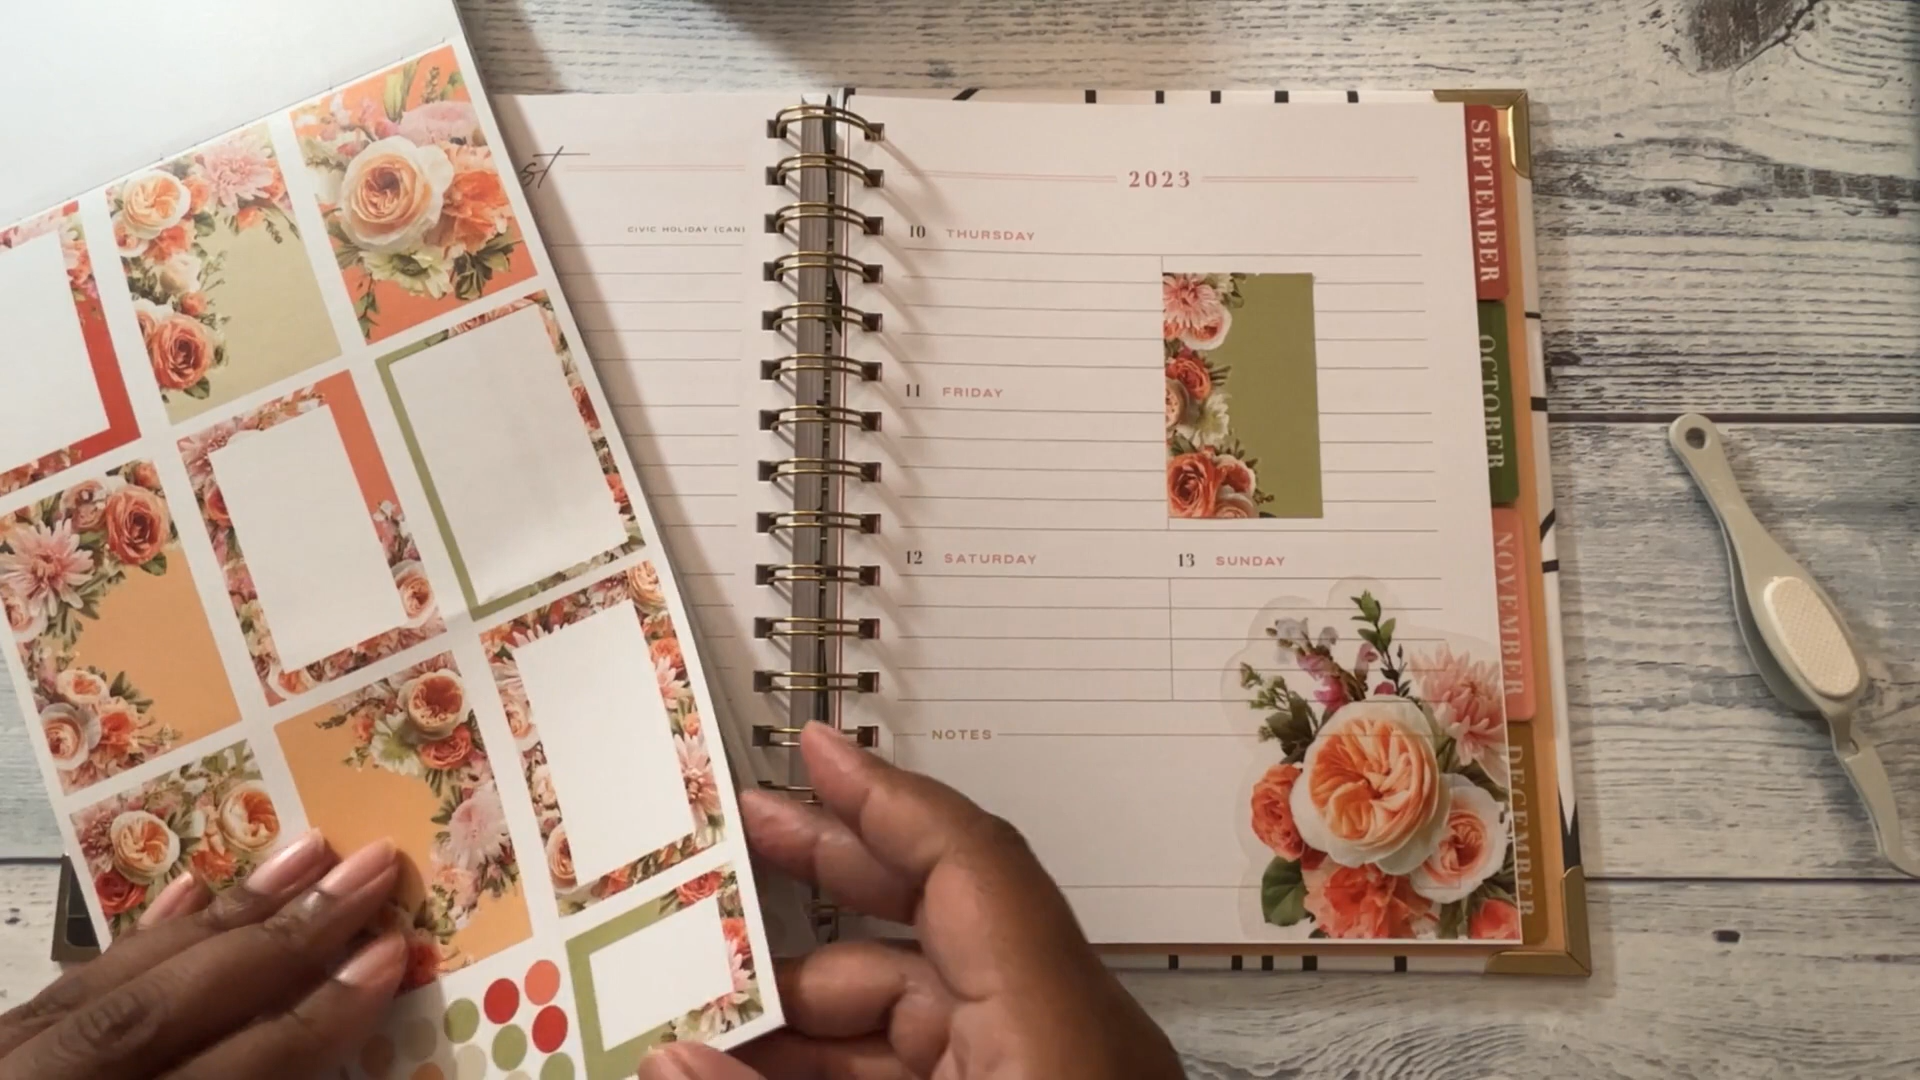 st
CIVIC HOLIDAY (CAN)
2023
10 THURSDAY
11 FRIDAY
12 SATURDAY
13 SUNDAY
NOTES
SEPTEMBER
OCTOBER
NOVEMBER
DECEMBER